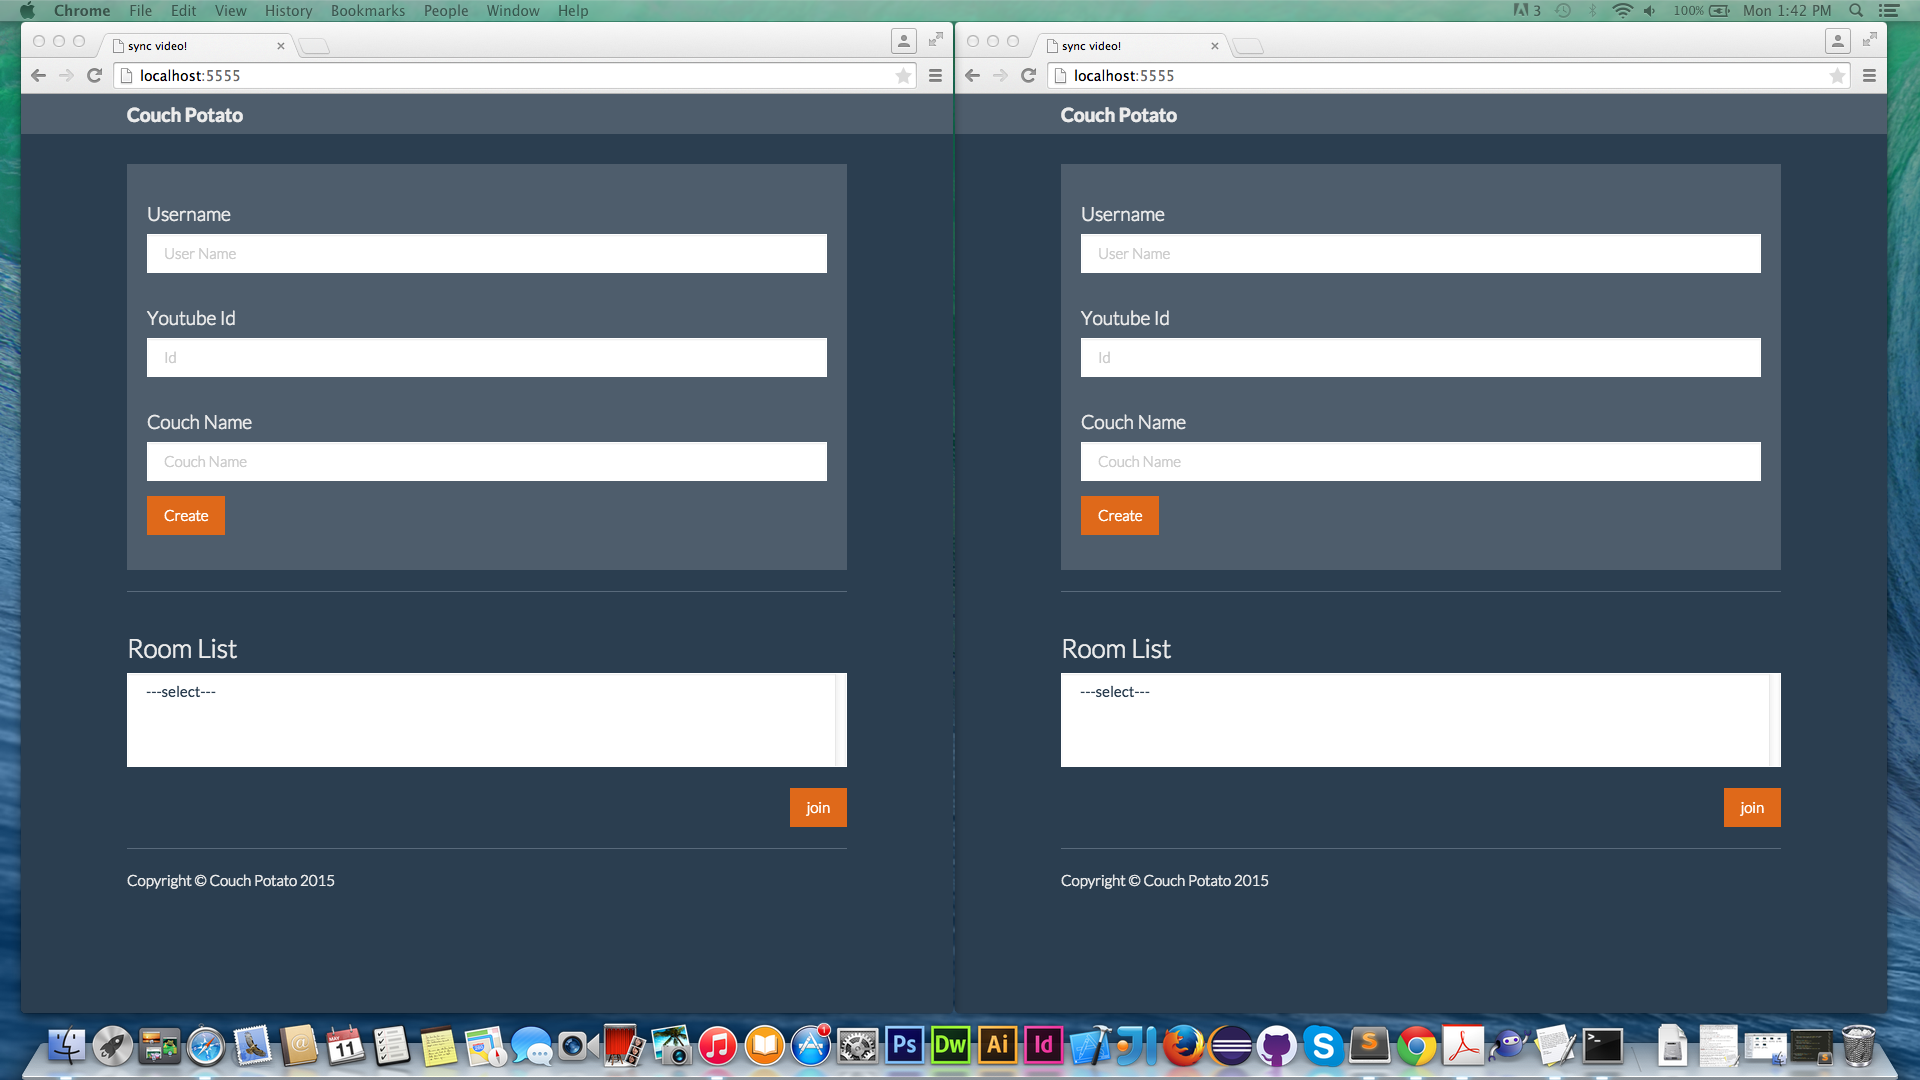 Chrome File Edit View History Bookmarks People Window Help
3 100% Mon 1:42 PM
sync video!
localhost:5555
Couch Potato
Username
User Name
Youtube Id
Id
Couch Name
Couch Name
Create
Room List
---select---
join
Copyright © Couch Potato 2015
sync video!
localhost:5555
Couch Potato
Username
User Name
Youtube Id
Id
Couch Name
Couch Name
Create
Room List
---select---
join
Copyright © Couch Potato 2015
MAY
11
1
Ps Dw Ai Id
S
S